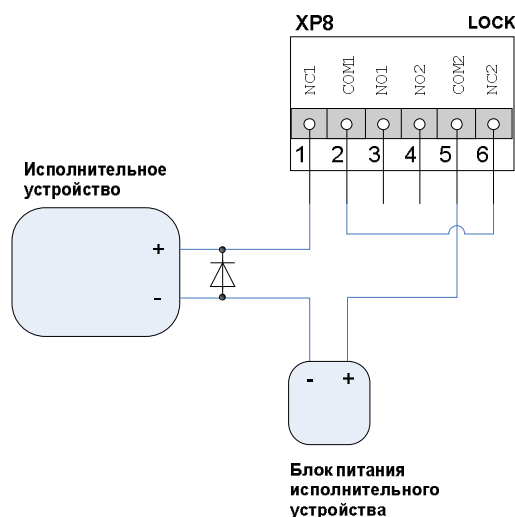 XP8 LOCK
NC1 COM1 NO1 NO2 COM2 NC2
1 2 3 4 5 6
Исполнительное
устройство
+
-
- +
Блок питания
исполнительного
устройства